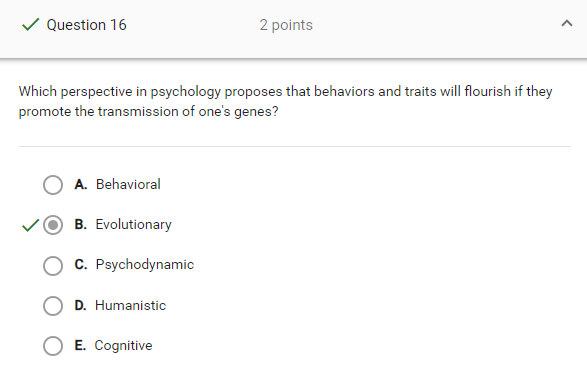 Question 16 2 points
Which perspective in psychology proposes that behaviors and traits will flourish if they
promote the transmission of one's genes?
A. Behavioral
B. Evolutionary
C. Psychodynamic
D. Humanistic
E. Cognitive